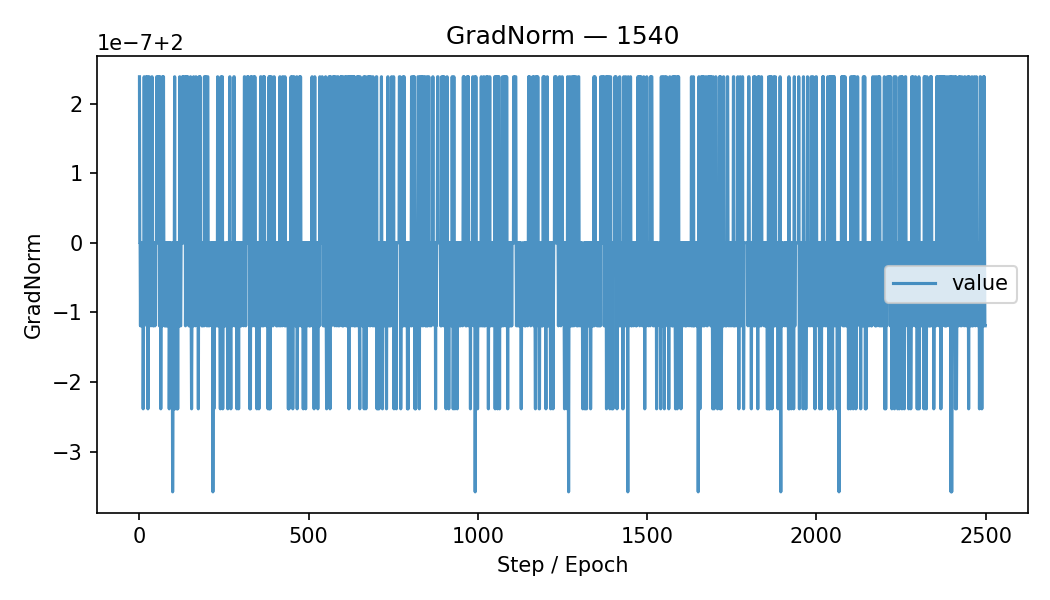 GradNorm — 1540
1e−7+2
GradNorm
2
1
0
−1
−2
−3
value
0
500
1000
1500
2000
2500
Step / Epoch